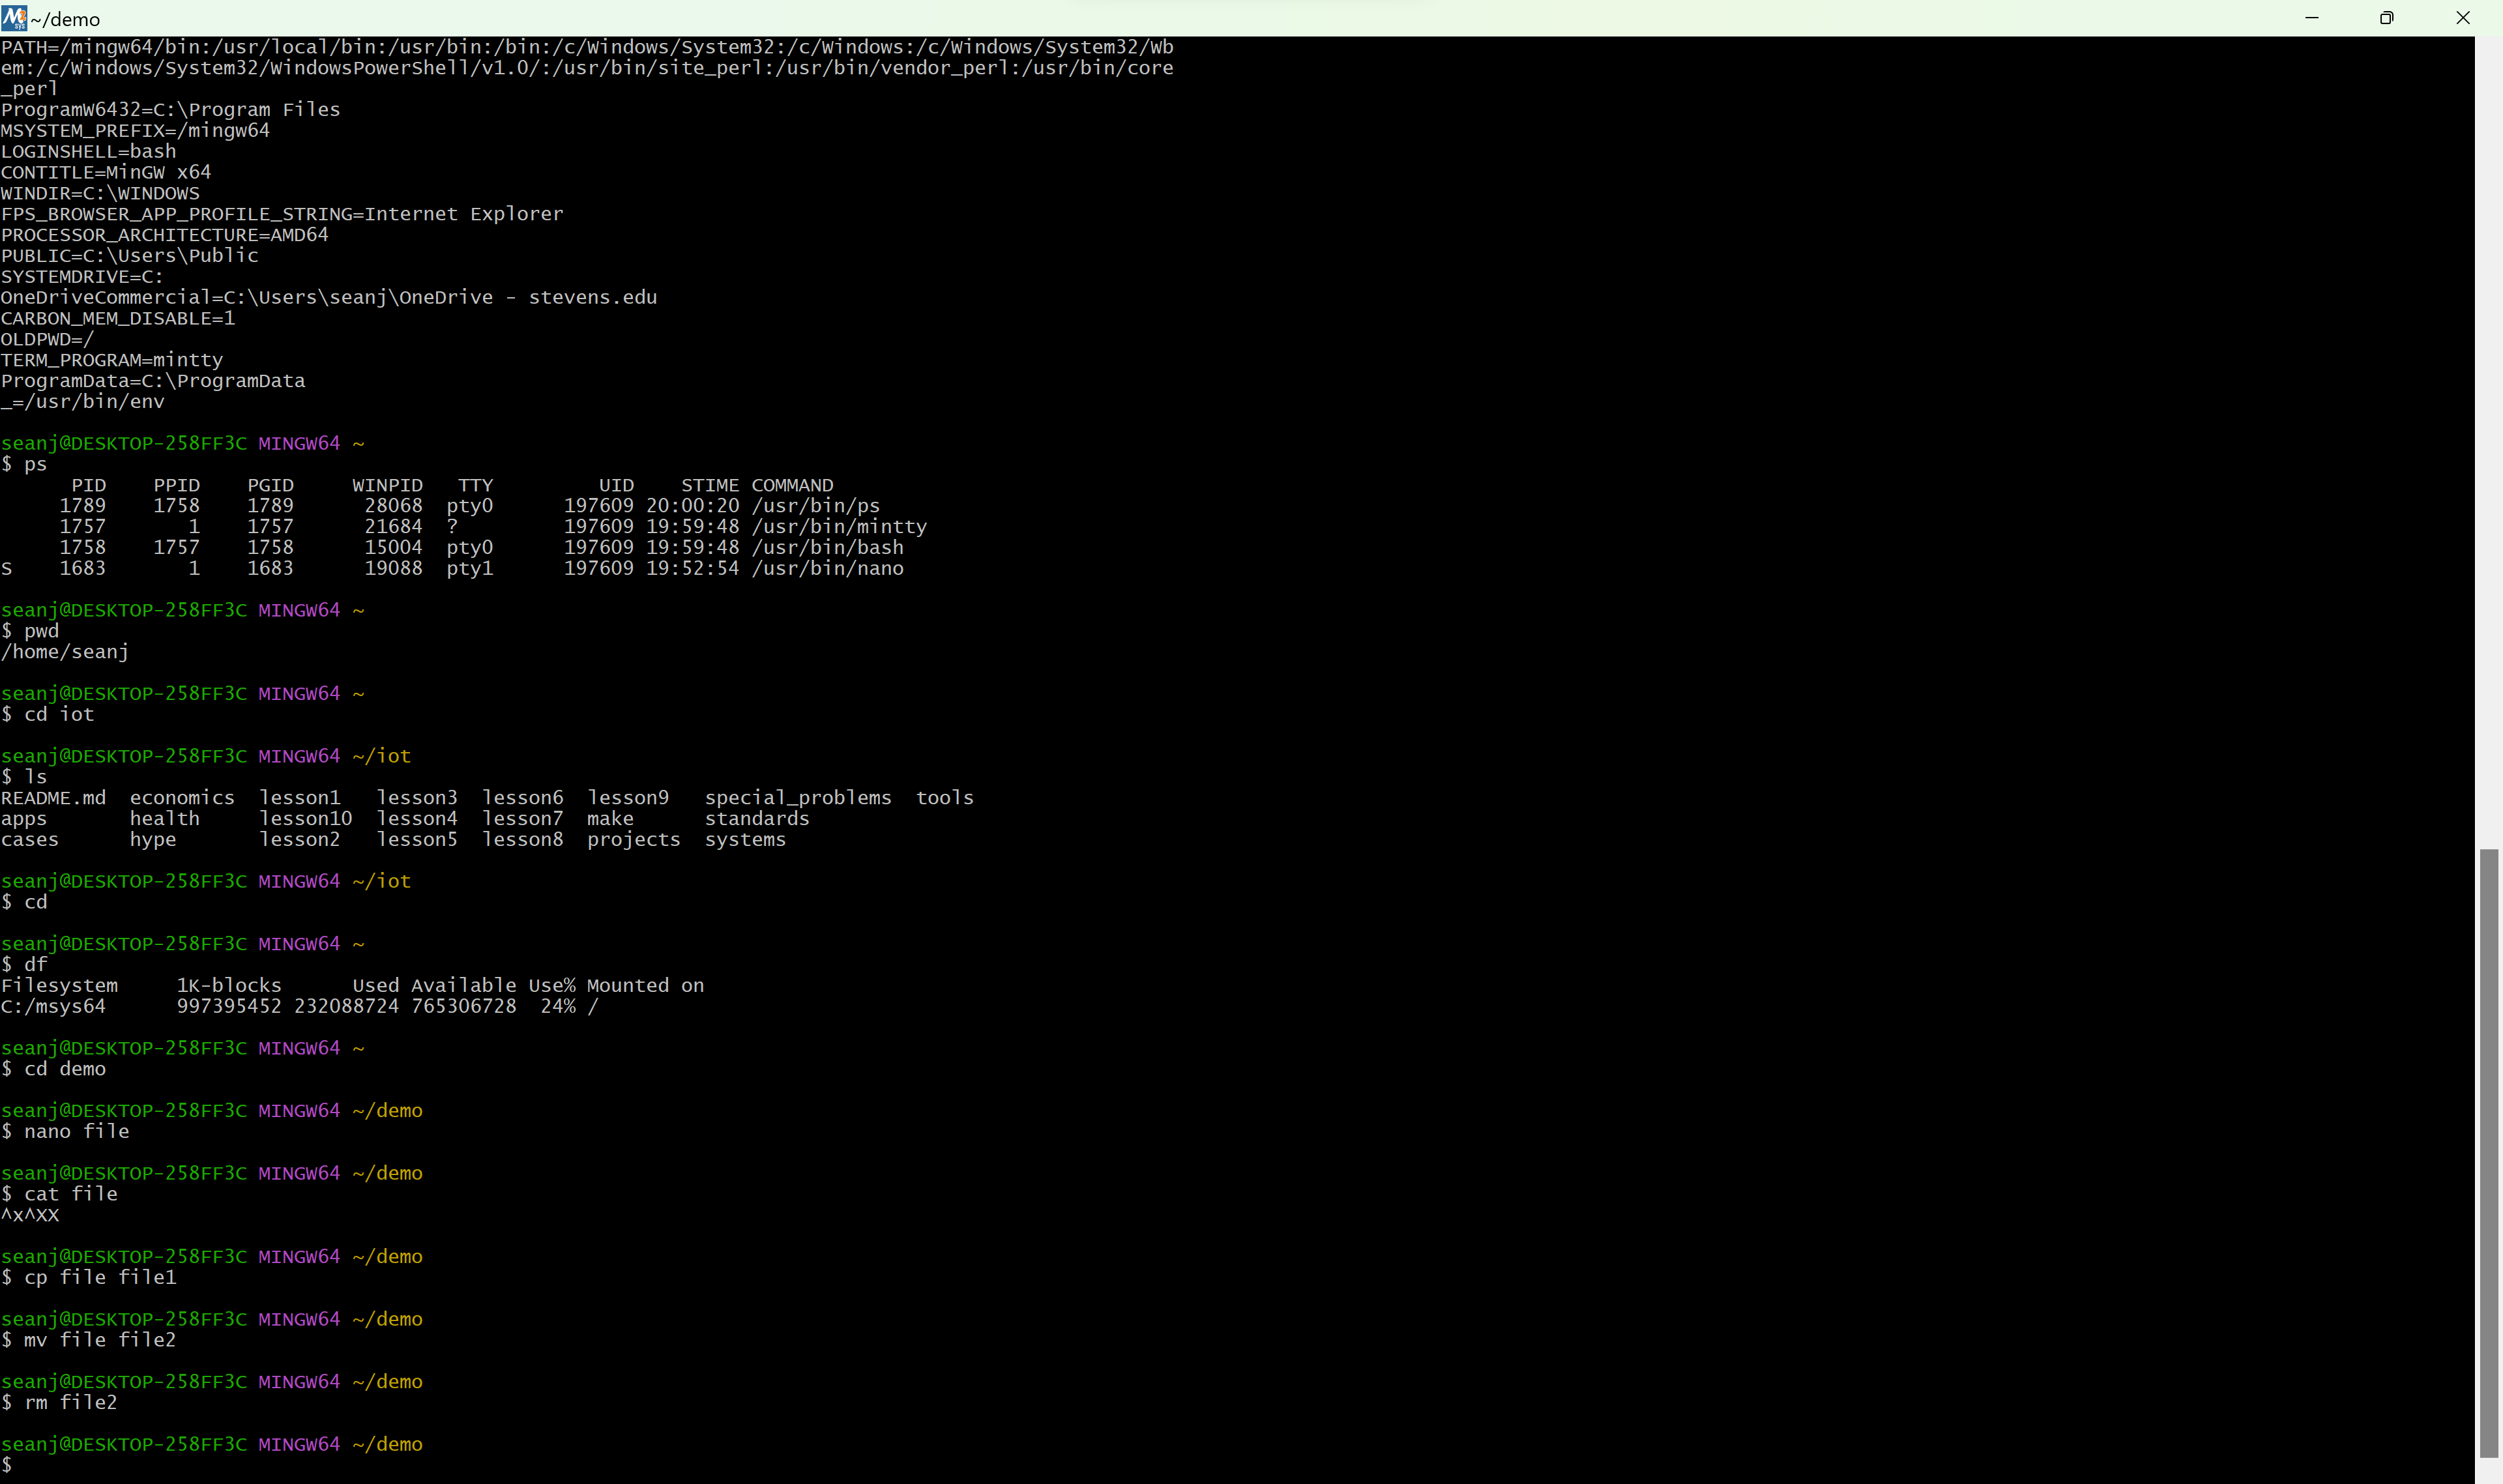 ~/demo
PATH=/mingw64/bin:/usr/local/bin:/usr/bin:/bin:/c/Windows/System32:/c/Windows:/c/Windows/System32/Wb
em:/c/Windows/System32/WindowsPowerShell/v1.0/:/usr/bin/site_perl:/usr/bin/vendor_perl:/usr/bin/core
_perl
ProgramW6432=C:\Program Files
MSYSTEM_PREFIX=/mingw64
LOGINSHELL=bash
CONTITLE=MinGW x64
WINDIR=C:\WINDOWS
FPS_BROWSER_APP_PROFILE_STRING=Internet Explorer
PROCESSOR_ARCHITECTURE=AMD64
PUBLIC=C:\Users\Public
SYSTEMDRIVE=C:
OneDriveCommercial=C:\Users\seanj\OneDrive - stevens.edu
CARBON_MEM_DISABLE=1
OLDPWD=/
TERM_PROGRAM=mintty
ProgramData=C:\ProgramData
_=/usr/bin/env
seanj@DESKTOP-258FF3C MINGW64 ~
$ ps
      PID    PPID    PGID     WINPID   TTY         UID    STIME COMMAND
     1789    1758    1789      28068  pty0      197609 20:00:20 /usr/bin/ps
     1757       1    1757      21684  ?         197609 19:59:48 /usr/bin/mintty
     1758    1757    1758      15004  pty0      197609 19:59:48 /usr/bin/bash
S    1683       1    1683      19088  pty1      197609 19:52:54 /usr/bin/nano
seanj@DESKTOP-258FF3C MINGW64 ~
$ pwd
/home/seanj
seanj@DESKTOP-258FF3C MINGW64 ~
$ cd iot
seanj@DESKTOP-258FF3C MINGW64 ~/iot
$ ls
README.md  economics  lesson1   lesson3  lesson6  lesson9   special_problems  tools
apps       health     lesson10  lesson4  lesson7  make      standards
cases      hype       lesson2   lesson5  lesson8  projects  systems
seanj@DESKTOP-258FF3C MINGW64 ~/iot
$ cd
seanj@DESKTOP-258FF3C MINGW64 ~
$ df
Filesystem     1K-blocks      Used Available Use% Mounted on
C:/msys64      997395452 232088724 765306728  24% /
seanj@DESKTOP-258FF3C MINGW64 ~
$ cd demo
seanj@DESKTOP-258FF3C MINGW64 ~/demo
$ nano file
seanj@DESKTOP-258FF3C MINGW64 ~/demo
$ cat file
^x^XX
seanj@DESKTOP-258FF3C MINGW64 ~/demo
$ cp file file1
seanj@DESKTOP-258FF3C MINGW64 ~/demo
$ mv file file2
seanj@DESKTOP-258FF3C MINGW64 ~/demo
$ rm file2
seanj@DESKTOP-258FF3C MINGW64 ~/demo
$